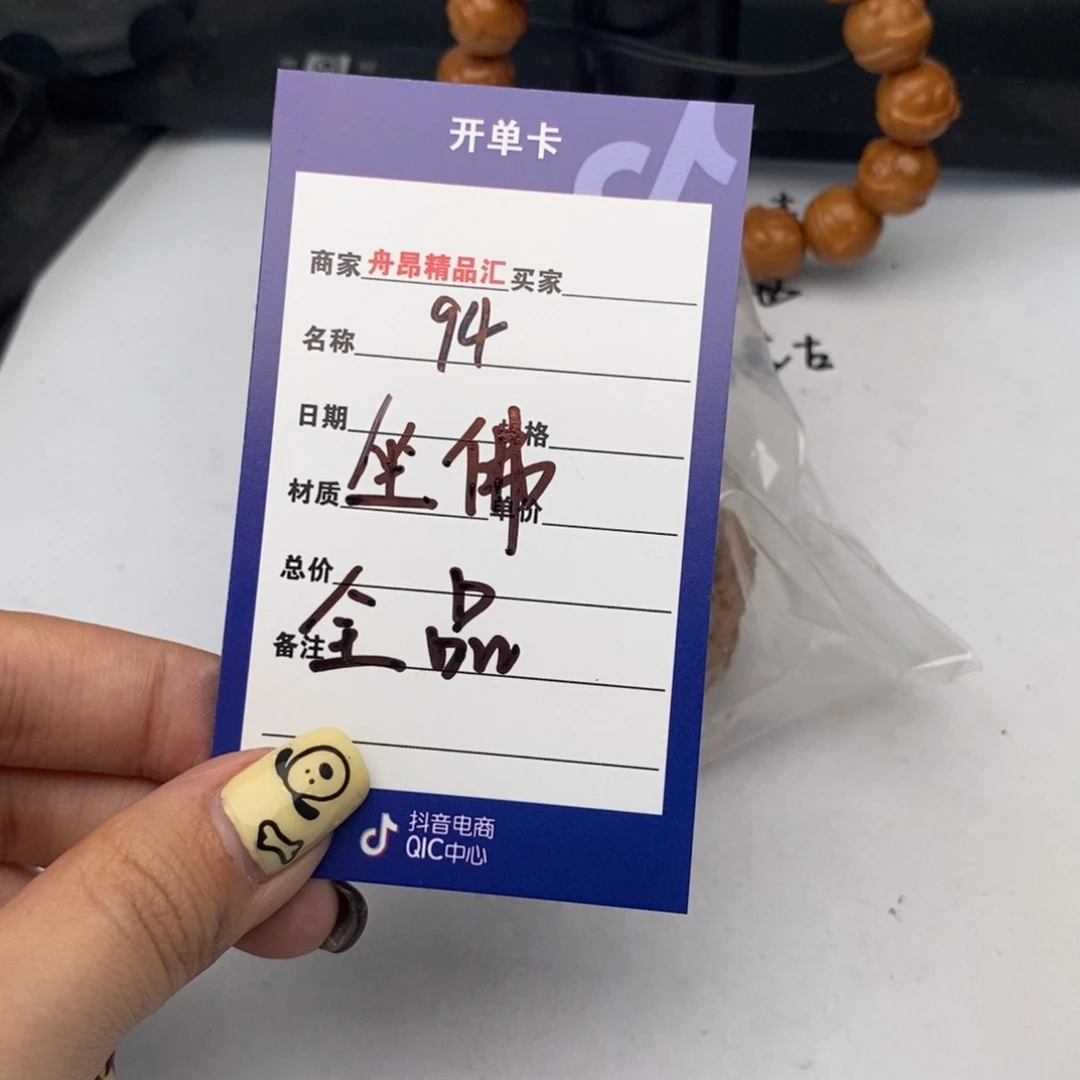 开单卡
商家 舟昂精品汇 买家
名称 94
日期 格
坐佛
材质 单价
总价
全品
备注
抖音电商
QIC中心
古